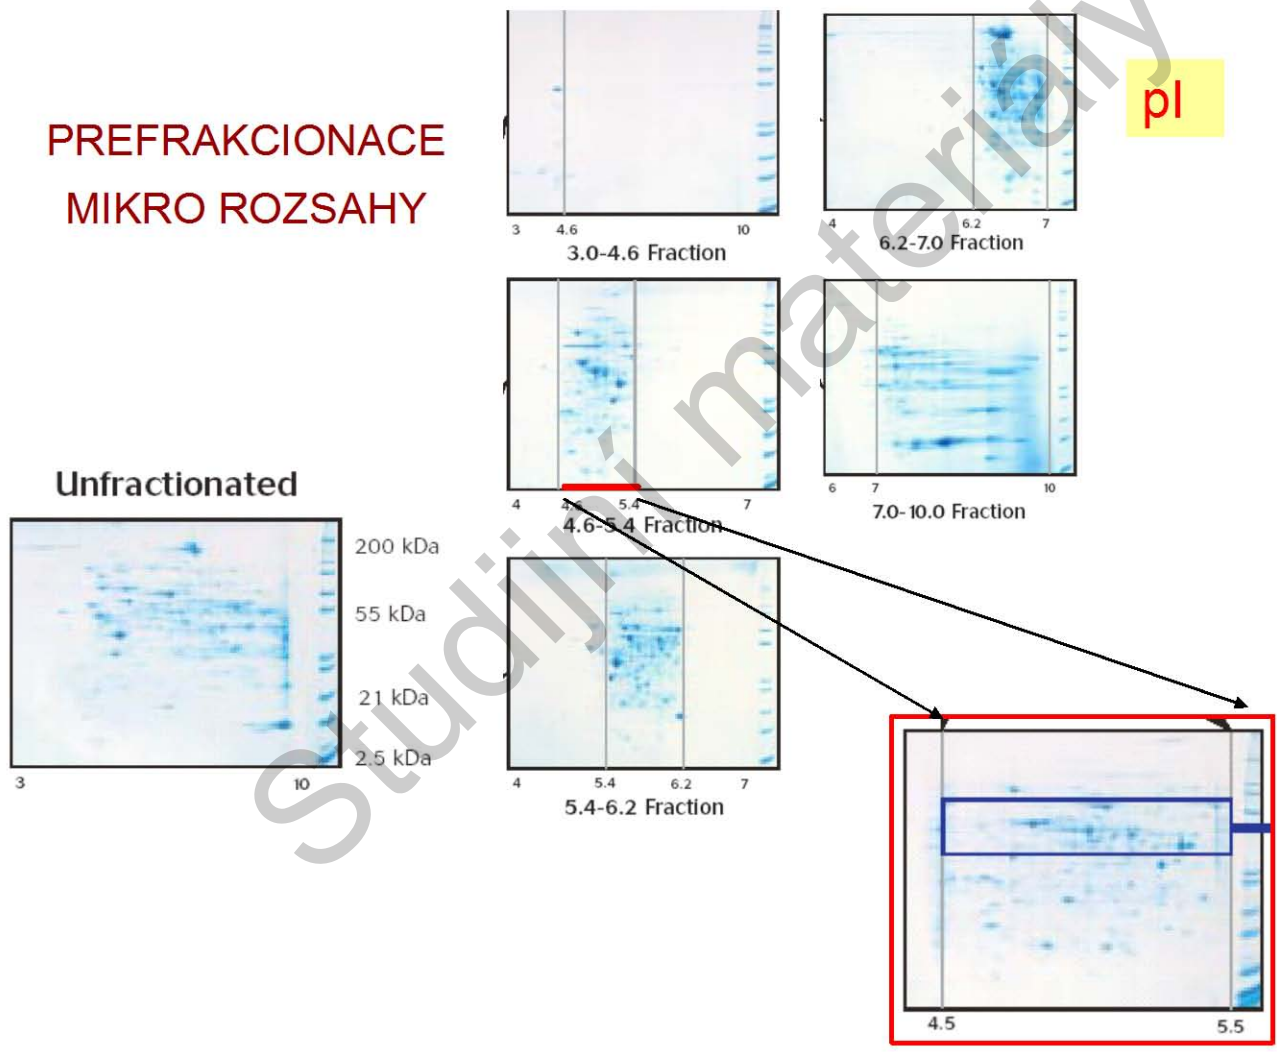 PREFRAKCIONACE
MIKRO ROZSAHY
pI
3 4.6 10
3.0-4.6 Fraction
4 6.2 7
6.2-7.0 Fraction
4 4.6 5.4 7
4.6-5.4 Fraction
6 7 10
7.0-10.0 Fraction
Unfractionated
200 kDa
55 kDa
21 kDa
2.5 kDa
3 10
4 5.4 6.2 7
5.4-6.2 Fraction
4.5 5.5
Studijní materiály